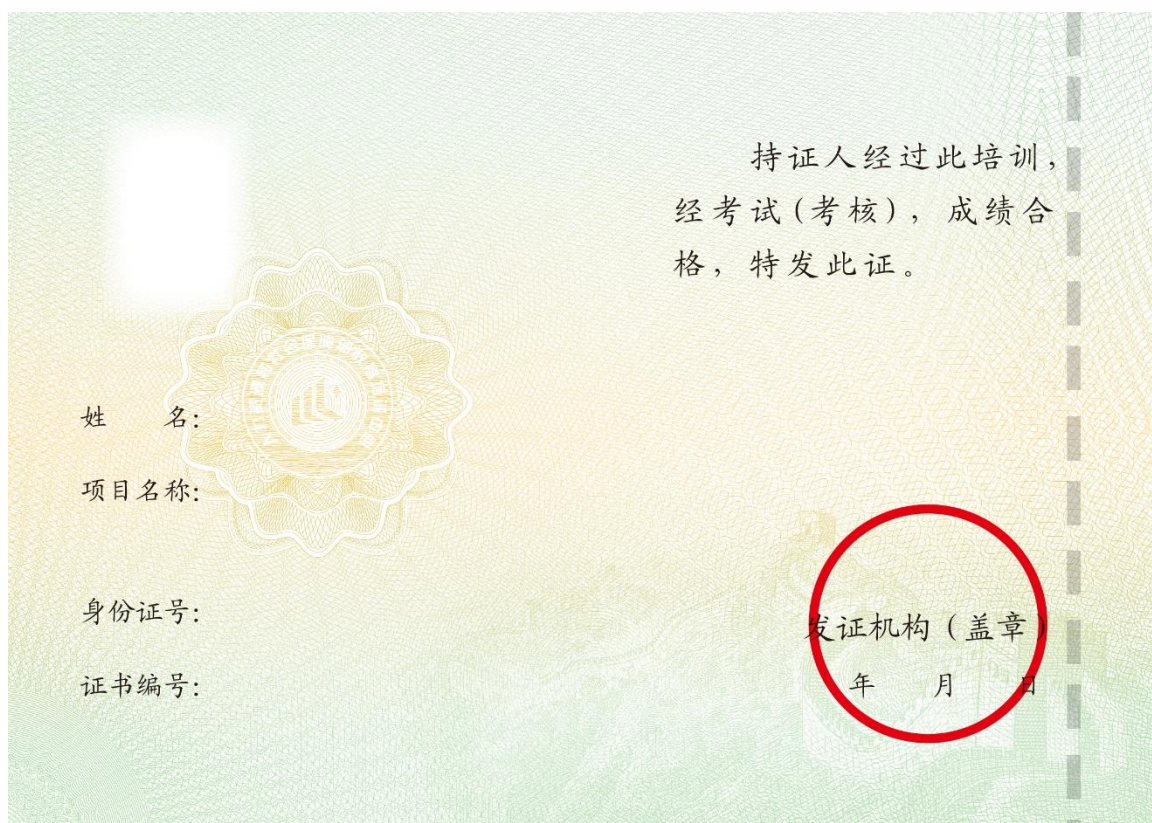 持证人经过此培训，
经考试(考核)，成绩合
格，特发此证。
姓　　名：
项目名称：
身份证号：
证书编号：
发证机构（盖章）
年　月　日